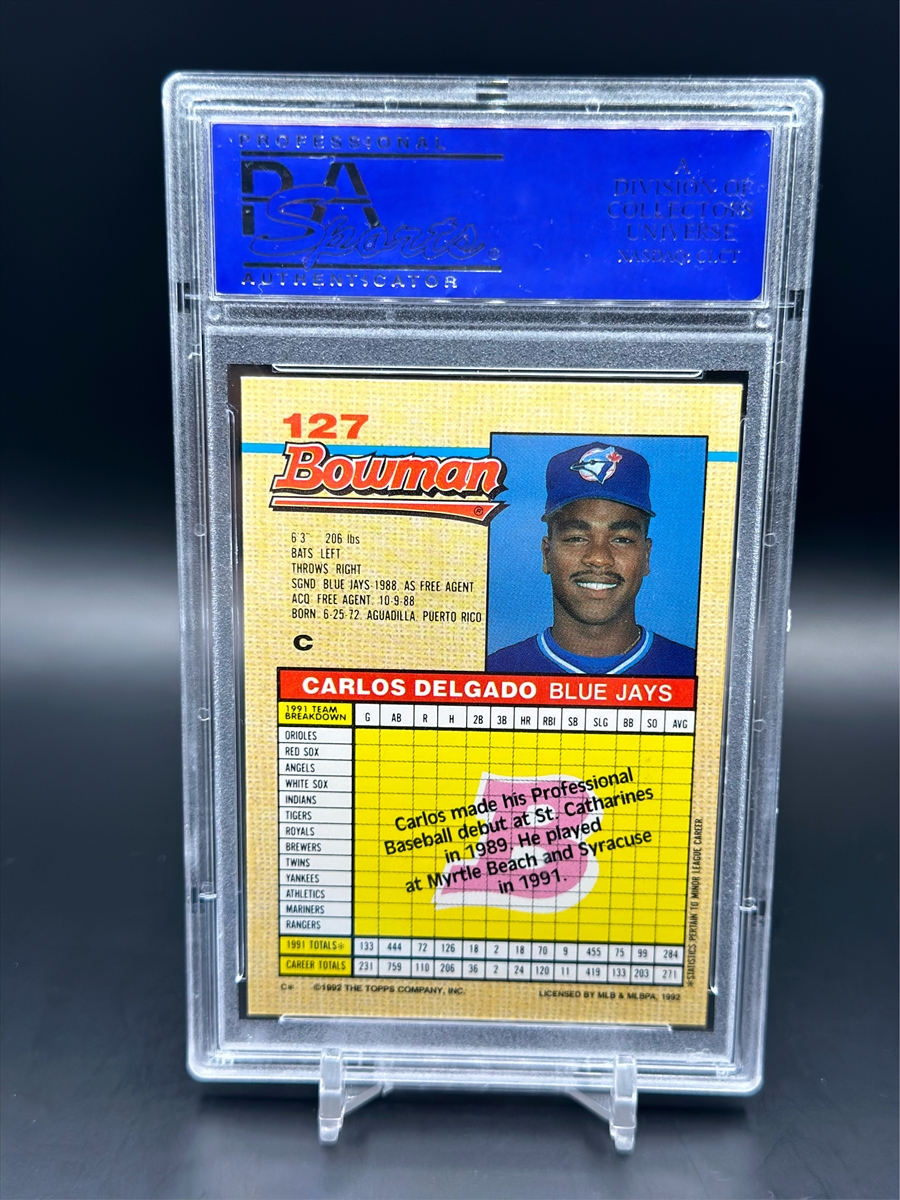 PROFESSIONAL
PSA
Sports®
AUTHENTICATOR
A
DIVISION OF
COLLECTORS
UNIVERSE
NASDAQ: CLCT
127
Bowman
®
6'3" 206 lbs
BATS LEFT
THROWS RIGHT
SGND BLUE JAYS-1988 AS FREE AGENT
ACQ FREE AGENT: 10-9-88
BORN 6-25-72 AGUADILLA, PUERTO RICO
C
CARLOS DELGADO BLUE JAYS
1991 TEAM BREAKDOWN G AB R H 2B 3B HR RBI SB SLG BB SO AVG
ORIOLES
RED SOX
ANGELS
WHITE SOX
INDIANS
TIGERS
ROYALS
BREWERS
TWINS
YANKEES
ATHLETICS
MARINERS
RANGERS
B
Carlos made his Professional
Baseball debut at St. Catharines
in 1989. He played
at Myrtle Beach and Syracuse
in 1991.
1991 TOTALS* 133 444 72 126 18 2 18 70 9 455 75 99 284
CAREER TOTALS 231 759 110 206 36 2 24 120 11 419 133 203 271
*STATISTICS PERTAIN TO MINOR LEAGUE CAREER.
C* ©1992 THE TOPPS COMPANY, INC. LICENSED BY MLB & MLBPA, 1992